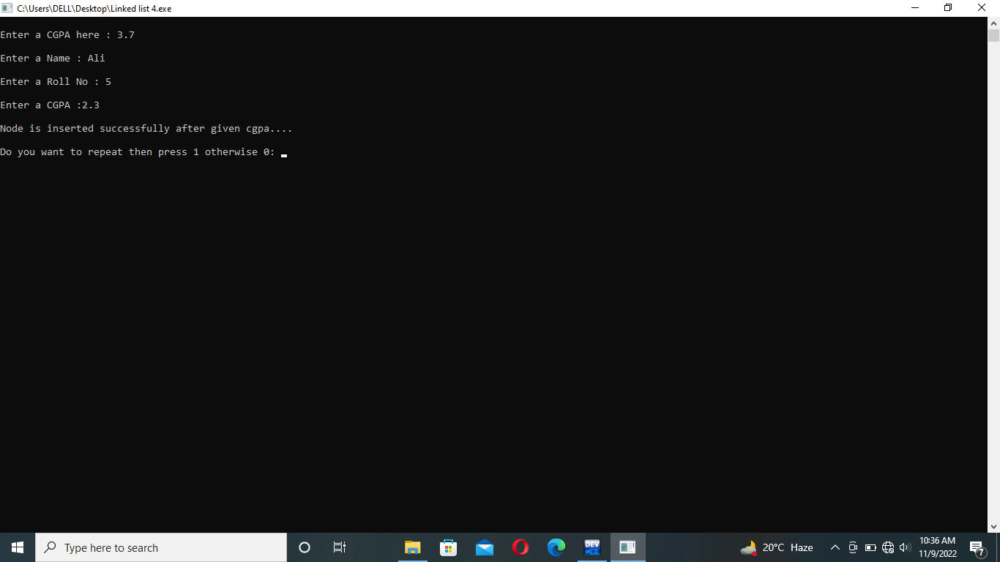 C:\Users\DELL\Desktop\Linked list 4.exe
Enter a CGPA here : 3.7
Enter a Name : Ali
Enter a Roll No : 5
Enter a CGPA :2.3
Node is inserted successfully after given cgpa....
Do you want to repeat then press 1 otherwise 0:
Type here to search
DEV
20°C Haze
10:36 AM
11/9/2022
7